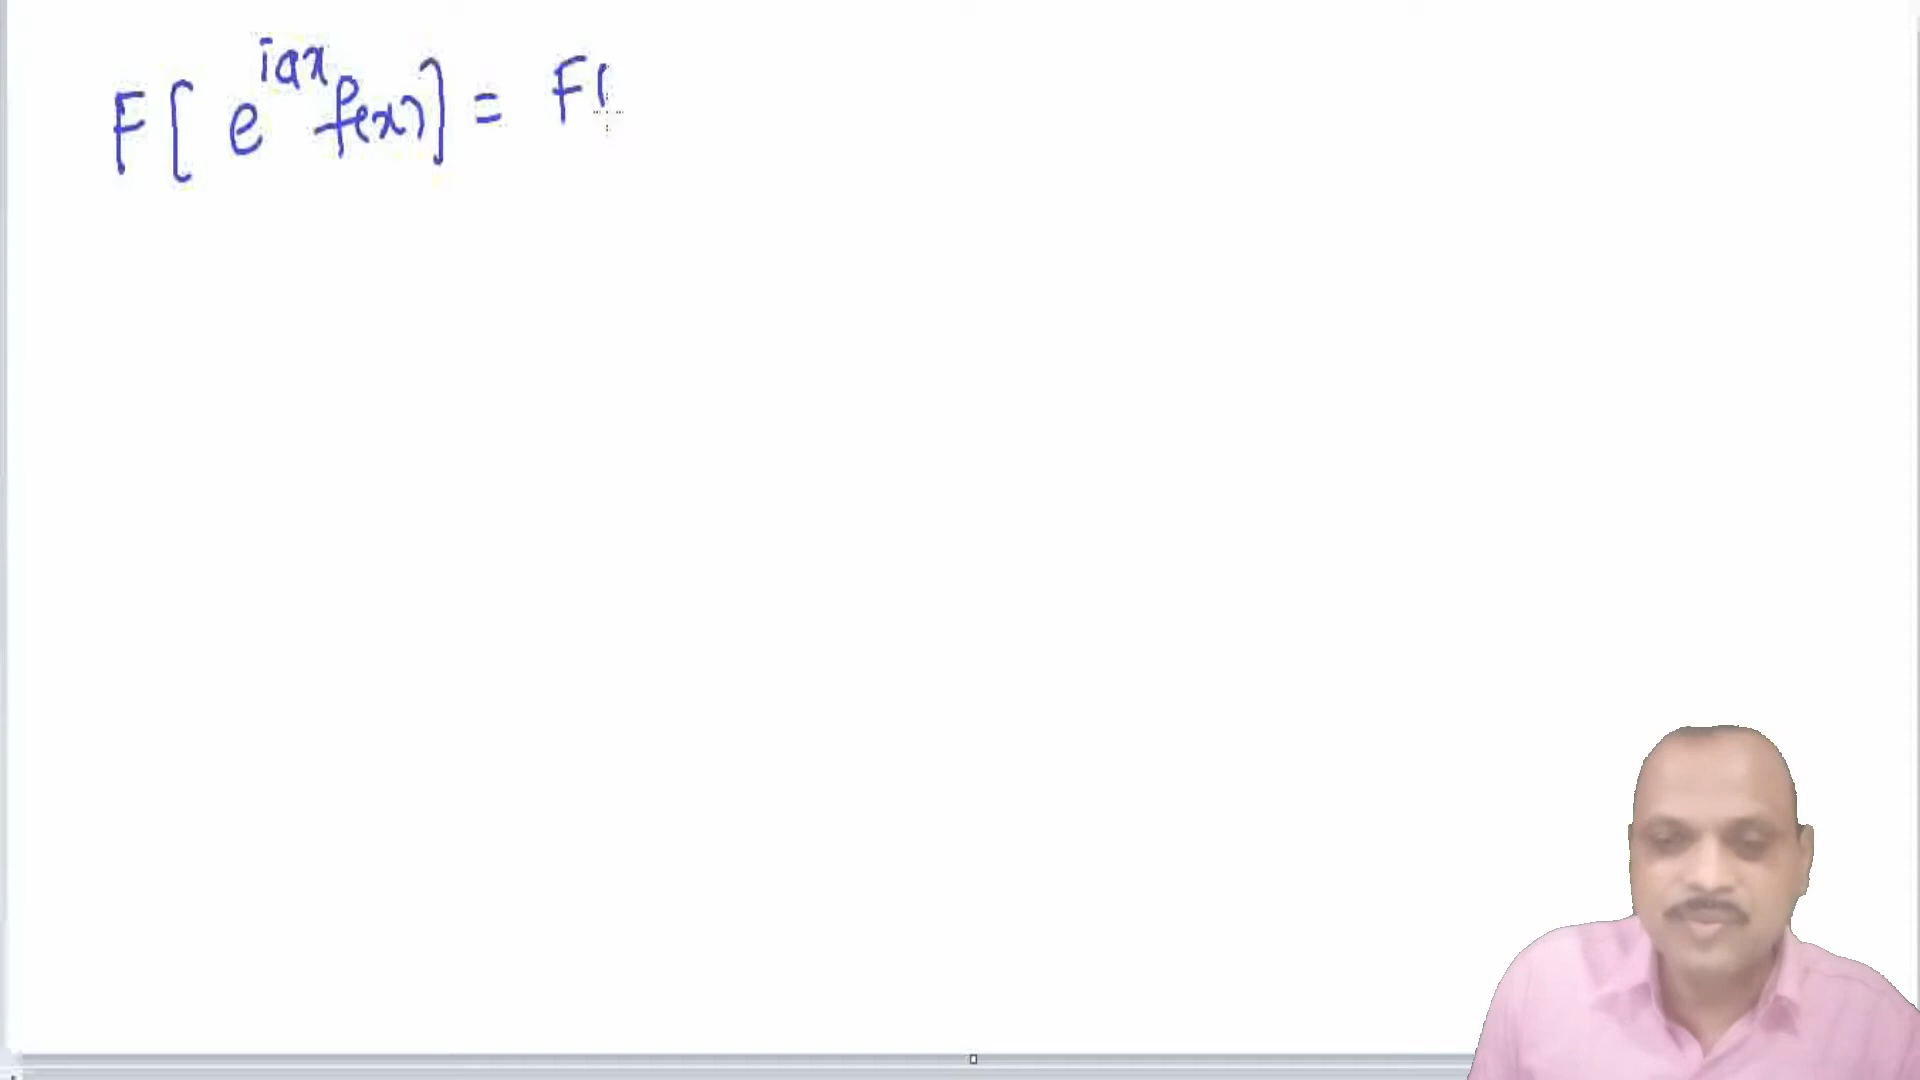 F[ e^{iax} f(x)] = F(